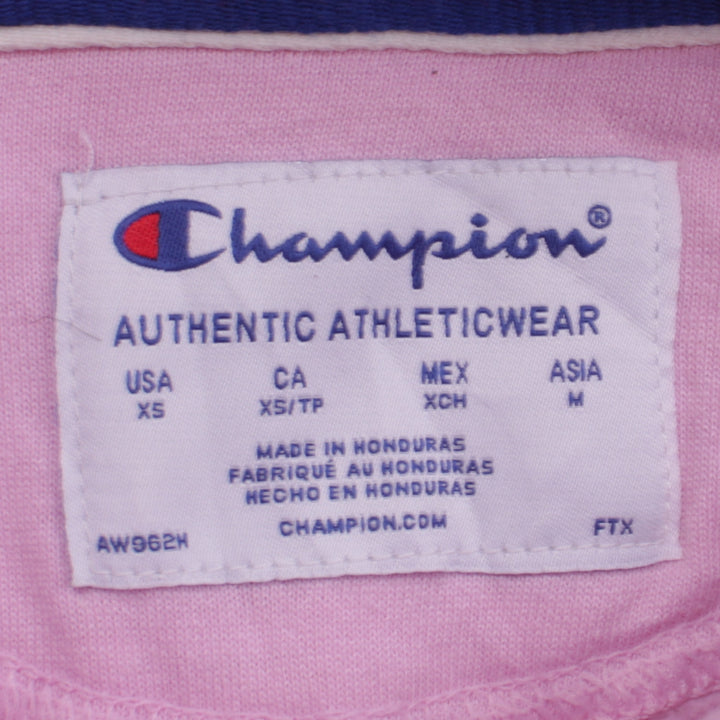 Champion®
AUTHENTIC ATHLETICWEAR
USA CA MEX ASIA
XS XS/TP XCH M
MADE IN HONDURAS
FABRIQUÉ AU HONDURAS
HECHO EN HONDURAS
CHAMPION.COM
AW962H FTX